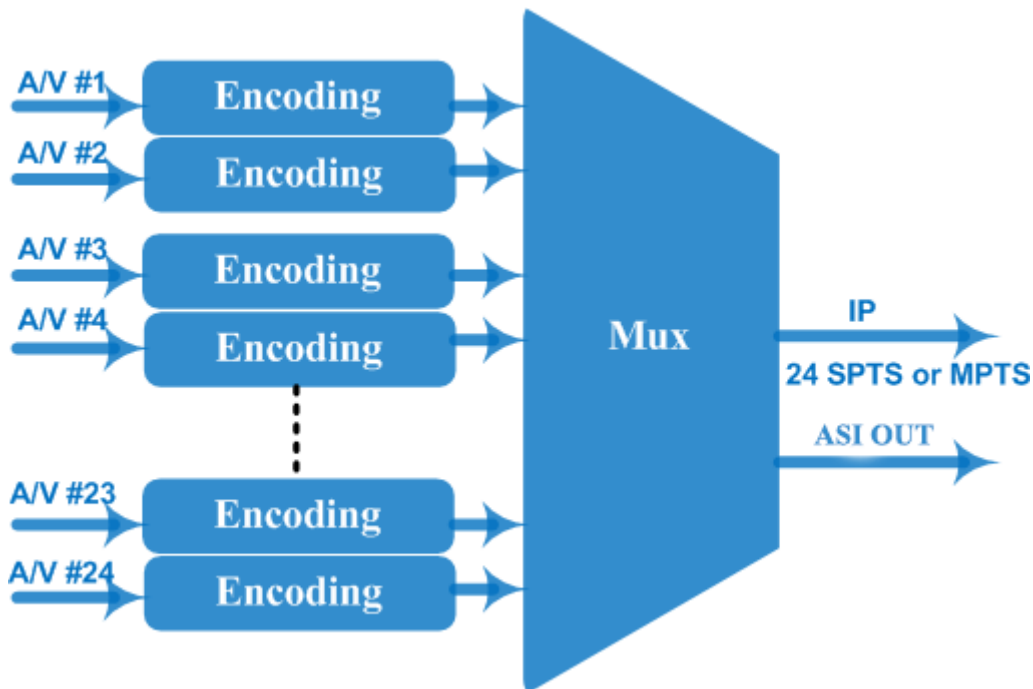 A/V #1
Encoding
A/V #2
Encoding
A/V #3
Encoding
A/V #4
Encoding
A/V #23
Encoding
A/V #24
Encoding
Mux
IP
24 SPTS or MPTS
ASI OUT